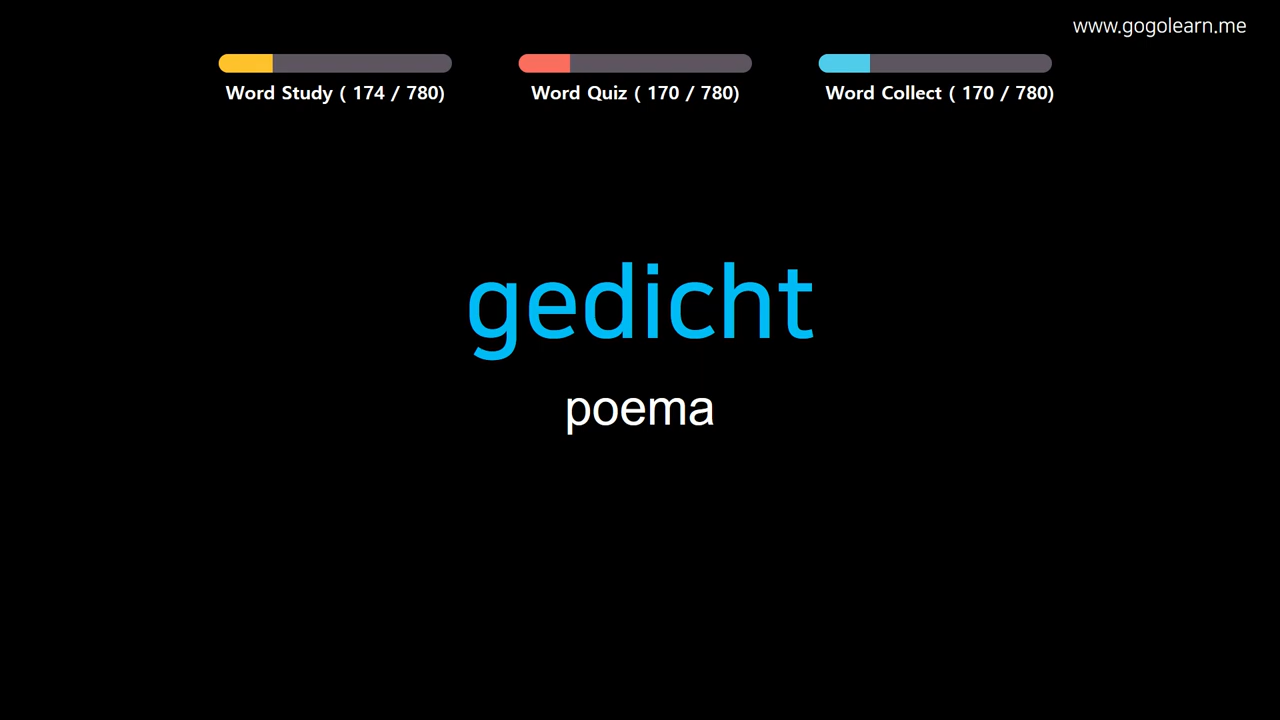 www.gogolearn.me
Word Study ( 174 / 780)
Word Quiz ( 170 / 780)
Word Collect ( 170 / 780)
gedicht
poema